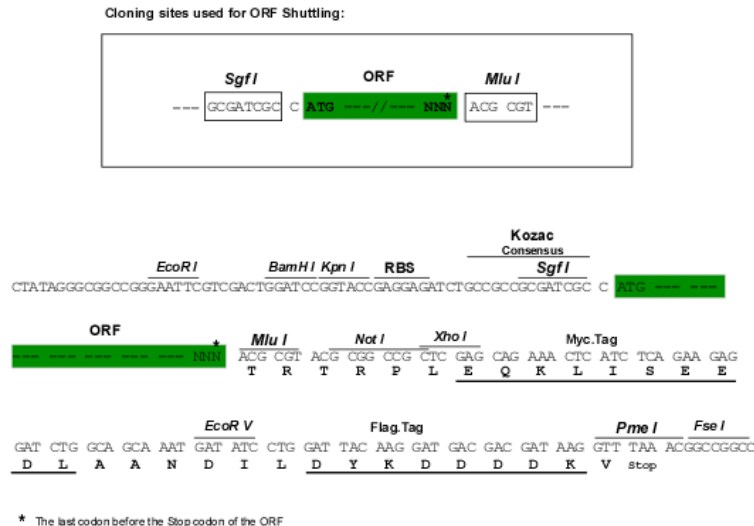 Cloning sites used for ORF Shuttling:
Sgf I ORF Mlu I
--- GCGATCGC C ATG ---//--- NNN* ACG CGT ---
Kozac
Consensus
EcoR I BamH I Kpn I RBS Sgf I
CTATAGGGCGGCCGGGAATTCGTCGACTGGATCCGGTACCGAGGAGATCTGCCGCCGCGATCGC C ATG --- ---
ORF Mlu I Not I Xho I Myc.Tag
--- --- --- --- --- --- NNN* ACG CGT ACG CGG CCG CTC GAG CAG AAA CTC ATC TCA GAA GAG
T R T R P L E Q K L I S E E
EcoR V Flag.Tag Pme I Fse I
GAT CTG GCA GCA AAT GAT ATC CTG GAT TAC AAG GAT GAC GAC GAT AAG GTT TAA ACGGCCGGCC
D L A A N D I L D Y K D D D D K V Stop
* The last codon before the Stop codon of the ORF